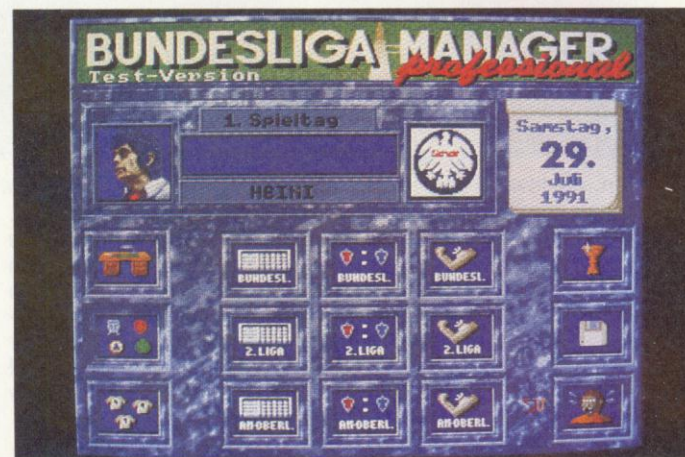 BUNDESLIGA MANAGER
professional
Test-Version
1. Spieltag
HEINI
Samstag,
29.
Juli
1991
BUNDESL.
BUNDESL.
BUNDESL.
2.LIGA
2.LIGA
2.LIGA
AM-OBERL.
AM-OBERL.
AM-OBERL.